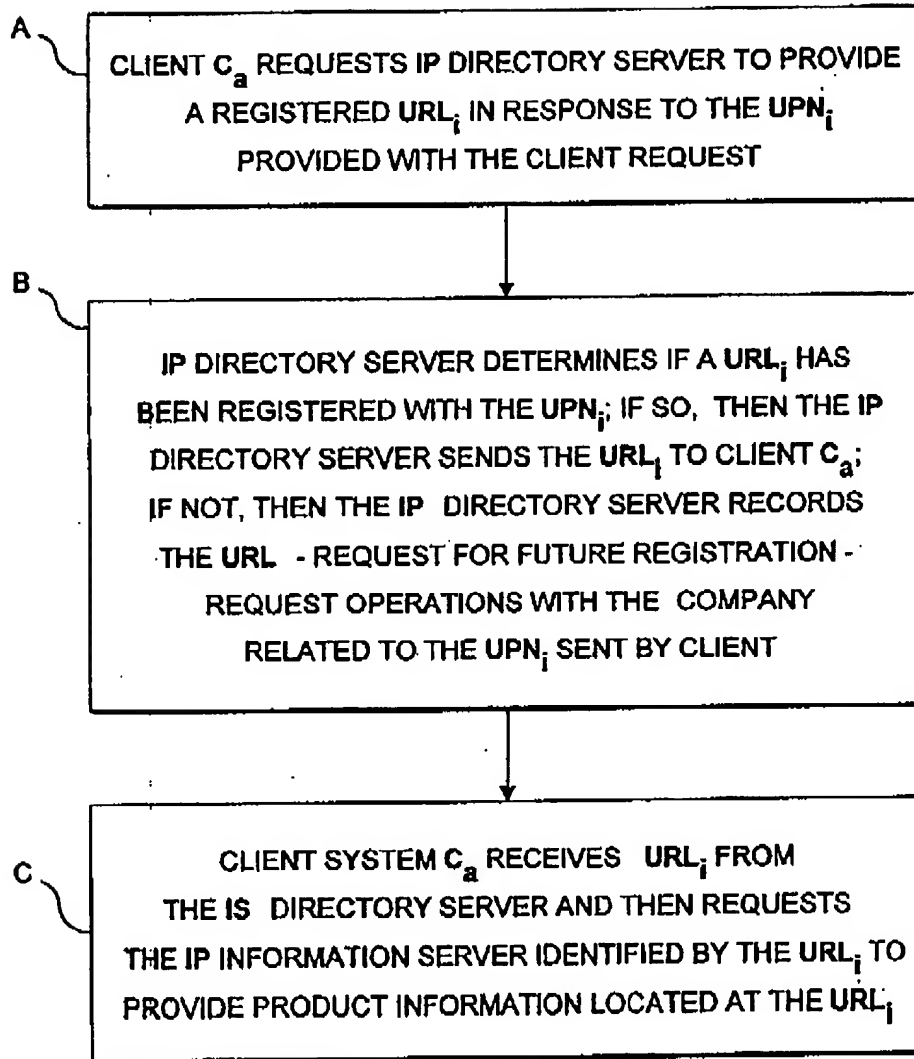 A
CLIENT Ca REQUESTS IP DIRECTORY SERVER TO PROVIDE
A REGISTERED URLi IN RESPONSE TO THE UPNi
PROVIDED WITH THE CLIENT REQUEST
B
IP DIRECTORY SERVER DETERMINES IF A URLi HAS
BEEN REGISTERED WITH THE UPNi; IF SO, THEN THE IP
DIRECTORY SERVER SENDS THE URLi TO CLIENT Ca;
IF NOT, THEN THE IP DIRECTORY SERVER RECORDS
THE URL - REQUEST FOR FUTURE REGISTRATION -
REQUEST OPERATIONS WITH THE COMPANY
RELATED TO THE UPNi SENT BY CLIENT
C
CLIENT SYSTEM Ca RECEIVES URLi FROM
THE IS DIRECTORY SERVER AND THEN REQUESTS
THE IP INFORMATION SERVER IDENTIFIED BY THE URLi TO
PROVIDE PRODUCT INFORMATION LOCATED AT THE URLi